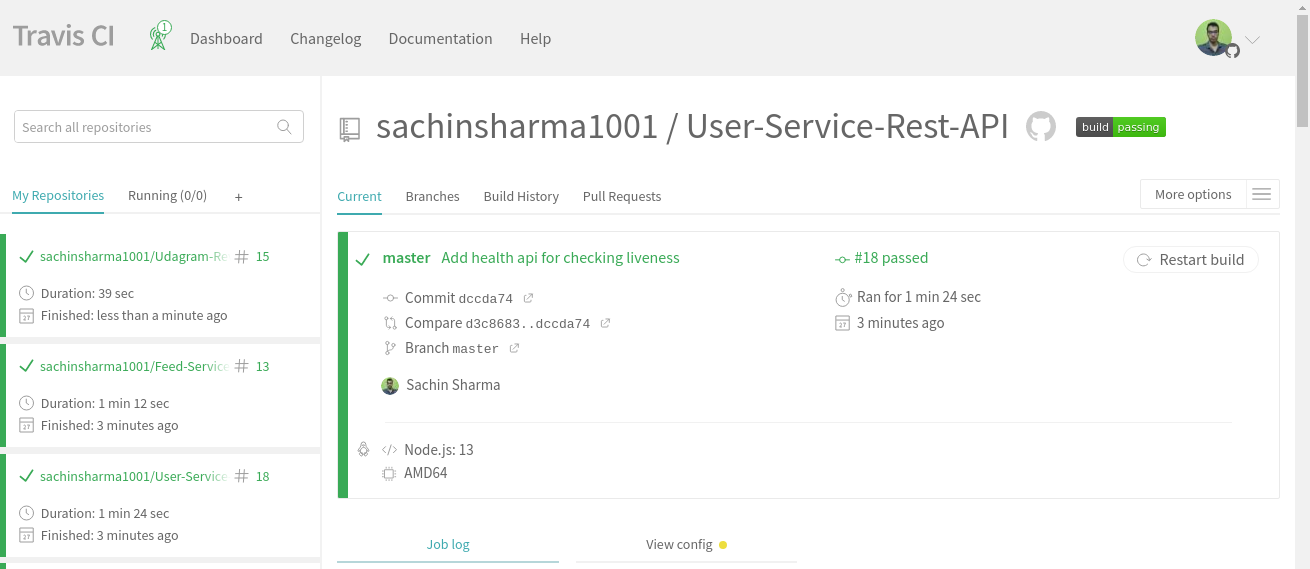 Travis CI
1
Dashboard Changelog Documentation Help
Search all repositories
My Repositories Running (0/0) +
sachinsharma1001/Udagram-Re # 15
Duration: 39 sec
Finished: less than a minute ago
sachinsharma1001/Feed-Service # 13
Duration: 1 min 12 sec
Finished: 3 minutes ago
sachinsharma1001/User-Service # 18
Duration: 1 min 24 sec
Finished: 3 minutes ago
sachinsharma1001 / User-Service-Rest-API
build passing
Current Branches Build History Pull Requests
More options
master Add health api for checking liveness
Commit dccda74
Compare d3c8683..dccda74
Branch master
Sachin Sharma
#18 passed
Ran for 1 min 24 sec
3 minutes ago
Restart build
Node.js: 13
AMD64
Job log View config